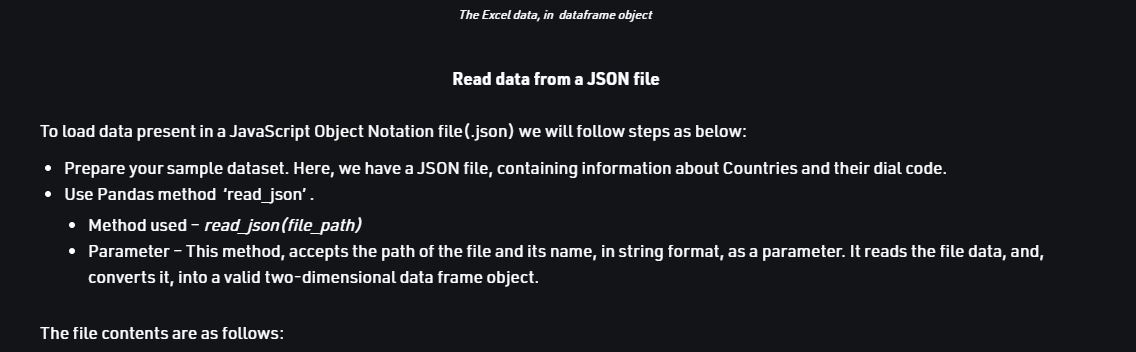 The Excel data, in  dataframe object
Read data from a JSON file
To load data present in a JavaScript Object Notation file(.json) we will follow steps as below:
• Prepare your sample dataset. Here, we have a JSON file, containing information about Countries and their dial code.
• Use Pandas method  ‘read_json’ .
• Method used – read_json(file_path)
• Parameter – This method, accepts the path of the file and its name, in string format, as a parameter. It reads the file data, and,
converts it, into a valid two-dimensional data frame object.
The file contents are as follows: